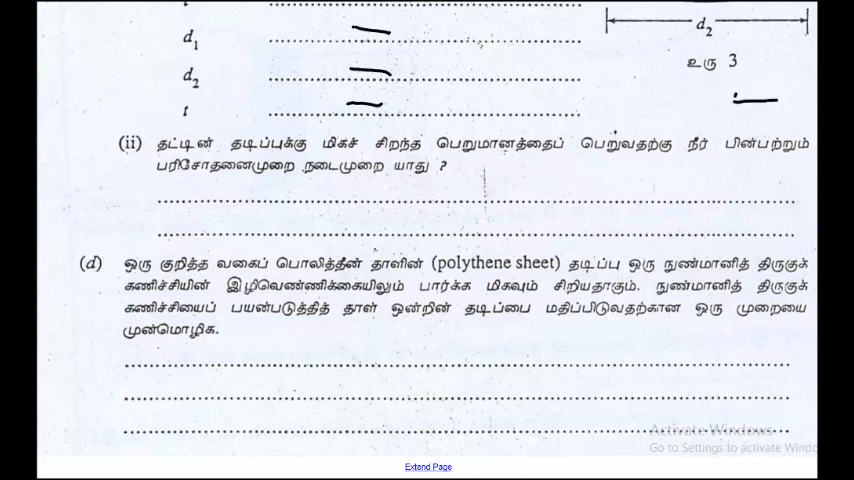 d₁ ..........
d₂
d₂ ..........
உரு 3
t ..........
(ii) தட்டின் தடிப்புக்கு மிகச் சிறந்த பெறுமானத்தைப் பெறுவதற்கு நீர் பின்பற்றும்
பரிசோதனைமுறை நடைமுறை யாது ?
(d) ஒரு குறித்த வகைப் பொலித்தீன் தாளின் (polythene sheet) தடிப்பு ஒரு நுண்மானித் திருகுக்
கணிச்சியின் இழிவெண்ணிக்கையிலும் பார்க்க மிகவும் சிறியதாகும். நுண்மானித் திருகுக்
கணிச்சியைப் பயன்படுத்தித் தாள் ஒன்றின் தடிப்பை மதிப்பிடுவதற்கான ஒரு முறையை
முன்மொழிக.
Activate Windows
Go to Settings to activate Windo
Extend Page